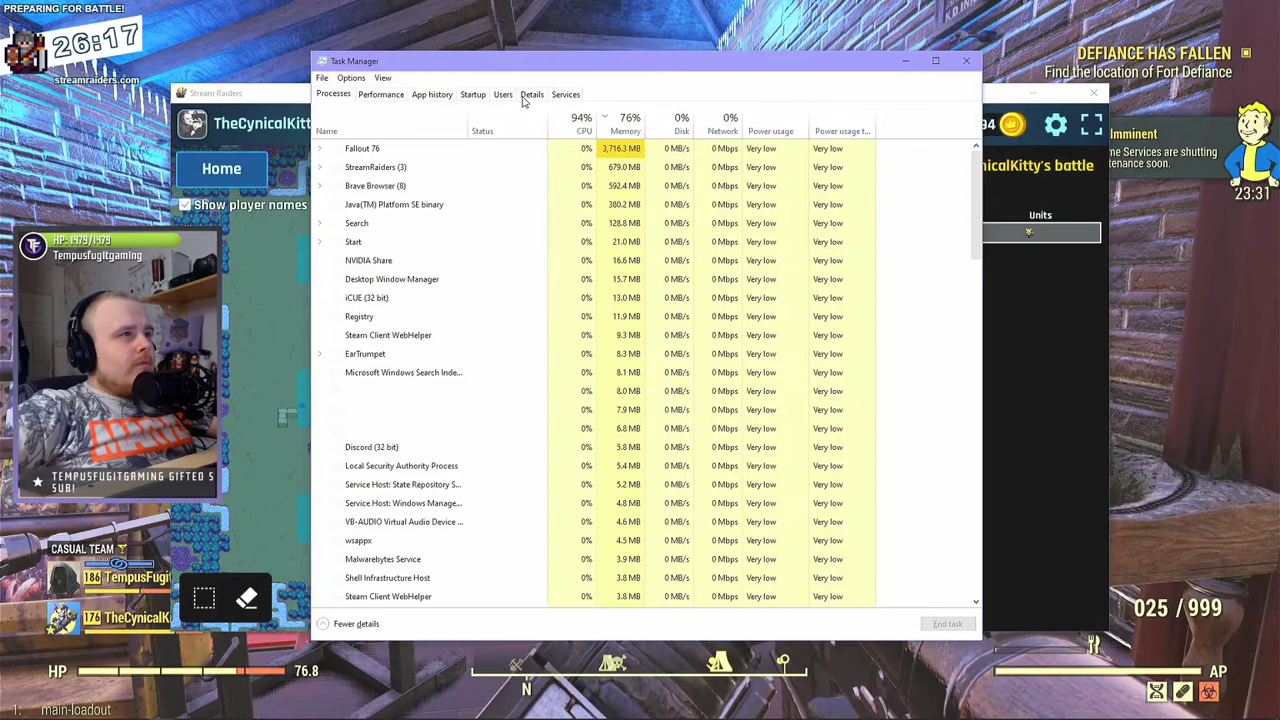 PREPARING FOR BATTLE!
26:17
streamraiders.com
DEFIANCE HAS FALLEN
Find the location of Fort Defiance
Stream Raiders
TheCynicalKitt
Home
Show player names
94
Imminent
me Services are shutting
tenance soon.
23:31
nicalKitty's battle
Units
HP: 1479/1479
Tempusfugitgaming
TEMPUSFUGITGAMING GIFTED 5
SUB!
Task Manager
File Options View
Processes Performance App history Startup Users Details Services
94% 76% 0% 0%
Name Status CPU Memory Disk Network Power usage Power usage t...
Fallout 76 0% 3,716.3 MB 0 MB/s 0 Mbps Very low Very low
StreamRaiders (3) 0% 679.0 MB 0 MB/s 0 Mbps Very low Very low
Brave Browser (8) 0% 592.4 MB 0 MB/s 0 Mbps Very low Very low
Java(TM) Platform SE binary 0% 380.2 MB 0 MB/s 0 Mbps Very low Very low
Search 0% 128.8 MB 0 MB/s 0 Mbps Very low Very low
Start 0% 21.0 MB 0 MB/s 0 Mbps Very low Very low
NVIDIA Share 0% 16.6 MB 0 MB/s 0 Mbps Very low Very low
Desktop Window Manager 0% 15.7 MB 0 MB/s 0 Mbps Very low Very low
iCUE (32 bit) 0% 13.0 MB 0 MB/s 0 Mbps Very low Very low
Registry 0% 11.9 MB 0 MB/s 0 Mbps Very low Very low
Steam Client WebHelper 0% 9.3 MB 0 MB/s 0 Mbps Very low Very low
EarTrumpet 0% 8.3 MB 0 MB/s 0 Mbps Very low Very low
Microsoft Windows Search Inde... 0% 8.1 MB 0 MB/s 0 Mbps Very low Very low
0% 8.0 MB 0 MB/s 0 Mbps Very low Very low
0% 7.9 MB 0 MB/s 0 Mbps Very low Very low
0% 6.8 MB 0 MB/s 0 Mbps Very low Very low
Discord (32 bit) 0% 5.8 MB 0 MB/s 0 Mbps Very low Very low
Local Security Authority Process 0% 5.4 MB 0 MB/s 0 Mbps Very low Very low
Service Host: State Repository S... 0% 5.2 MB 0 MB/s 0 Mbps Very low Very low
Service Host: Windows Manage... 0% 4.8 MB 0 MB/s 0 Mbps Very low Very low
VB-AUDIO Virtual Audio Device ... 0% 4.6 MB 0 MB/s 0 Mbps Very low Very low
wsappx 0% 4.5 MB 0 MB/s 0 Mbps Very low Very low
Malwarebytes Service 0% 3.9 MB 0 MB/s 0 Mbps Very low Very low
Shell Infrastructure Host 0% 3.8 MB 0 MB/s 0 Mbps Very low Very low
Steam Client WebHelper 0% 3.8 MB 0 MB/s 0 Mbps Very low Very low
Fewer details End task
CASUAL TEAM
186 TempusFugi
176 TheCynicalK
025 / 999
HP 76.8
N
AP
1: main-loadout